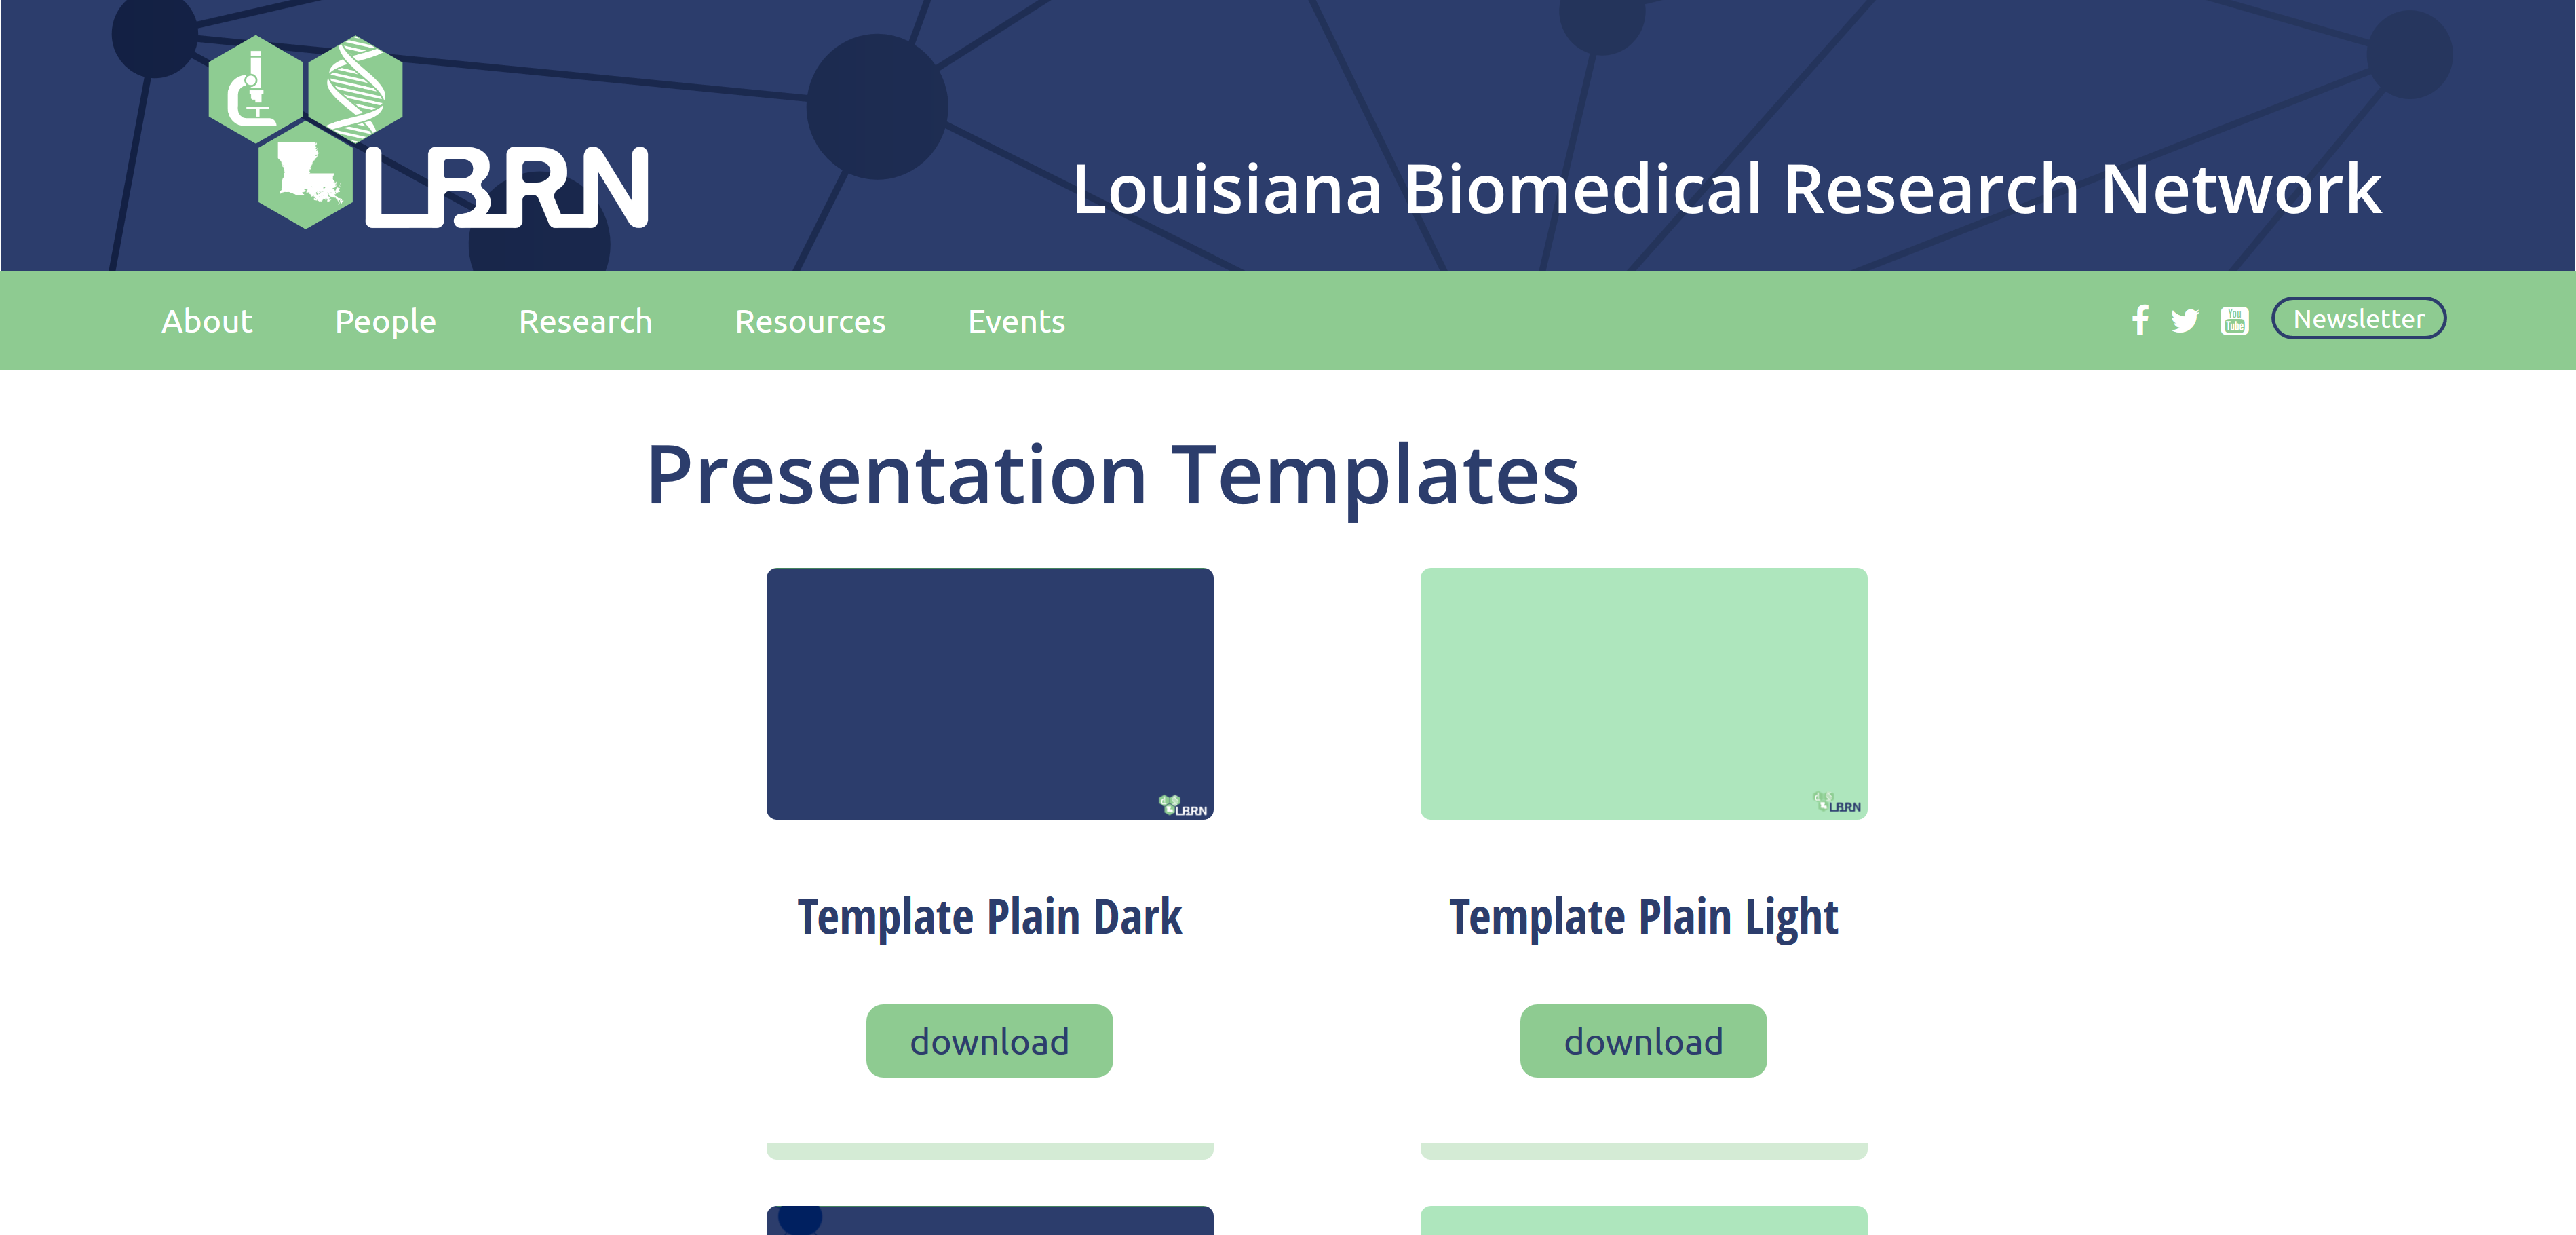 LBRN
Louisiana Biomedical Research Network
About People Research Resources Events
You
Tube
Newsletter
Presentation Templates
LBRN
LBRN
Template Plain Dark
Template Plain Light
download
download